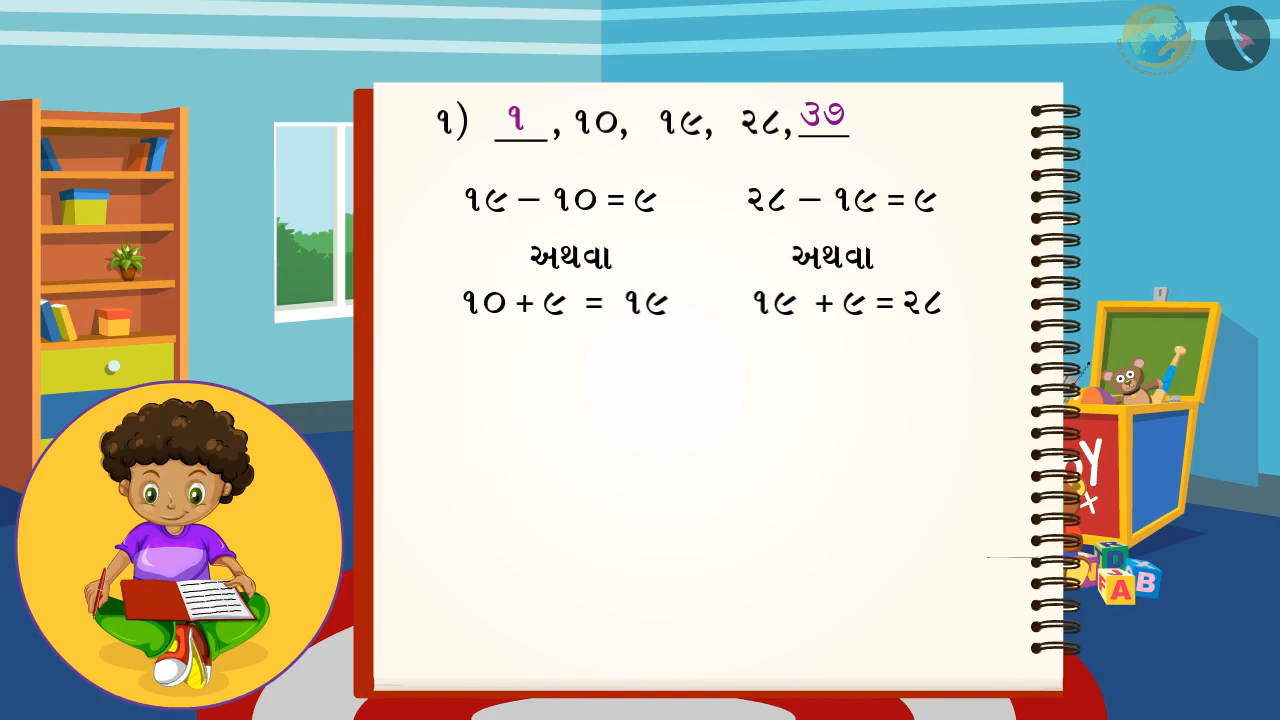 ૧) ૧, ૧૦, ૧૯, ૨૮, ૩૭
૧૯ – ૧૦ = ૯ ૨૮ – ૧૯ = ૯
અથવા અથવા
૧૦ + ૯ = ૧૯ ૧૯ + ૯ = ૨૮
D
A B